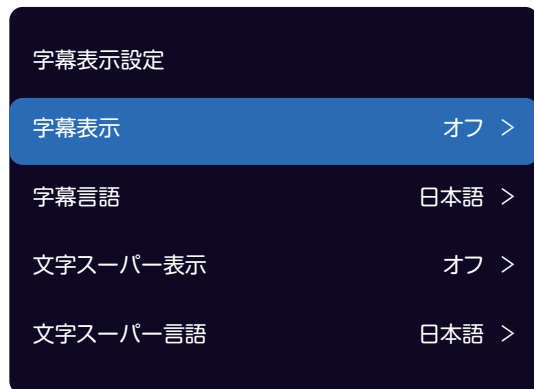 字幕表示設定
字幕表示 オフ >
字幕言語 日本語 >
文字スーパー表示 オフ >
文字スーパー言語 日本語 >